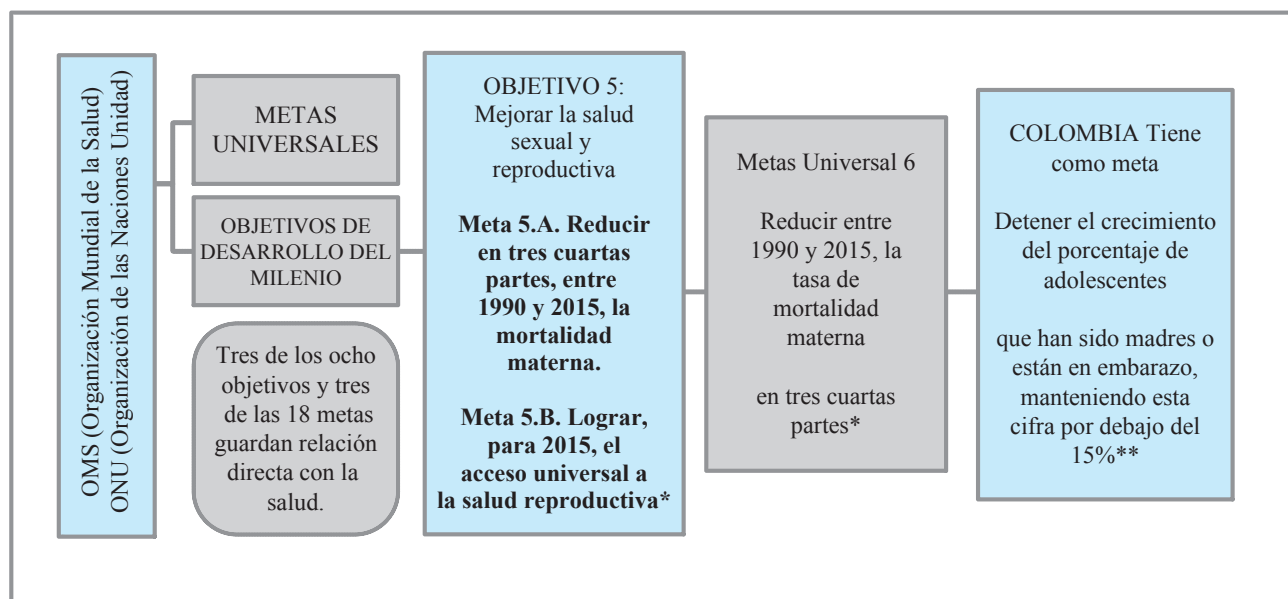 OMS (Organización Mundial de la Salud)
ONU (Organización de las Naciones Unidad)
METAS
UNIVERSALES
OBJETIVOS DE
DESARROLLO DEL
MILENIO
Tres de los ocho
objetivos y tres
de las 18 metas
guardan relación
directa con la
salud.
OBJETIVO 5:
Mejorar la salud
sexual y
reproductiva
Meta 5.A. Reducir
en tres cuartas
partes, entre
1990 y 2015, la
mortalidad
materna.
Meta 5.B. Lograr,
para 2015, el
acceso universal a
la salud reproductiva*
Metas Universal 6
Reducir entre
1990 y 2015, la
tasa de
mortalidad
materna
en tres cuartas
partes*
COLOMBIA Tiene
como meta
Detener el crecimiento
del porcentaje de
adolescentes
que han sido madres o
están en embarazo,
manteniendo esta
cifra por debajo del
15%**